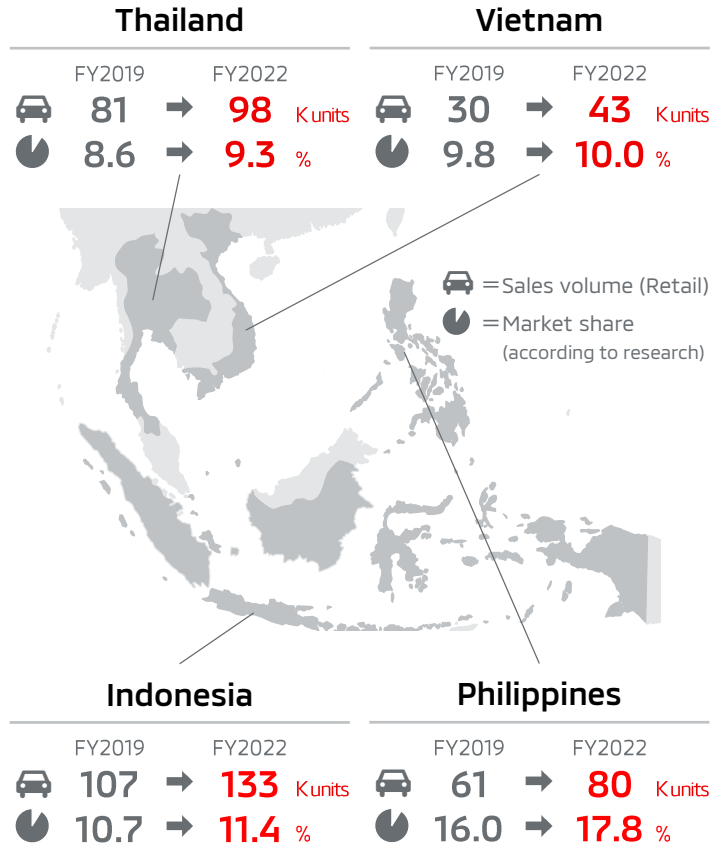 Thailand
FY2019 FY2022
81 98 K units
8.6 9.3 %
Vietnam
FY2019 FY2022
30 43 K units
9.8 10.0 %
=Sales volume (Retail)
=Market share
(according to research)
Indonesia
FY2019 FY2022
107 133 K units
10.7 11.4 %
Philippines
FY2019 FY2022
61 80 K units
16.0 17.8 %